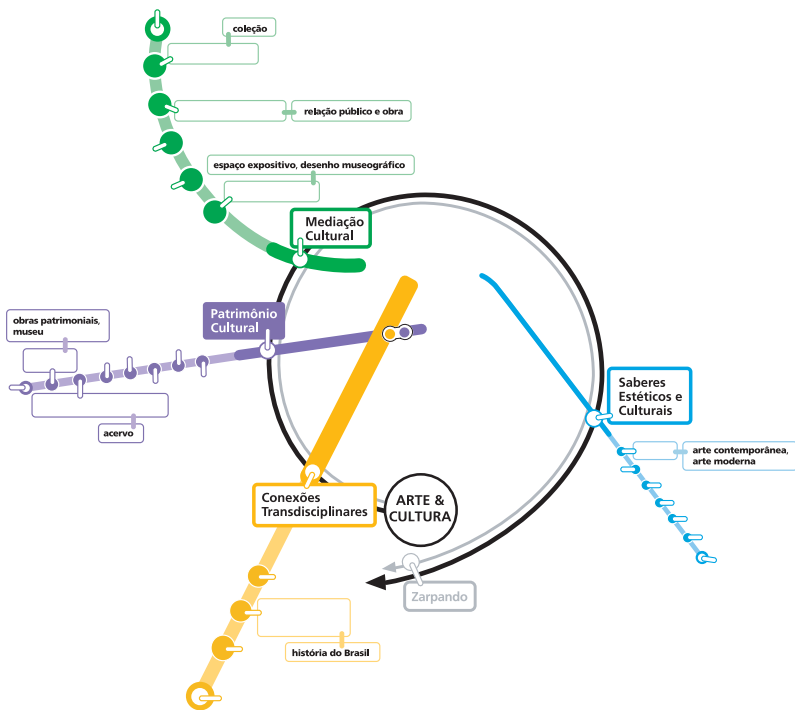 coleção
relação público e obra
espaço expositivo, desenho museográfico
Mediação
Cultural
Patrimônio
Cultural
obras patrimoniais,
museu
acervo
Saberes
Estéticos e
Culturais
arte contemporânea,
arte moderna
Conexões
Transdisciplinares
ARTE &
CULTURA
Zarpando
história do Brasil